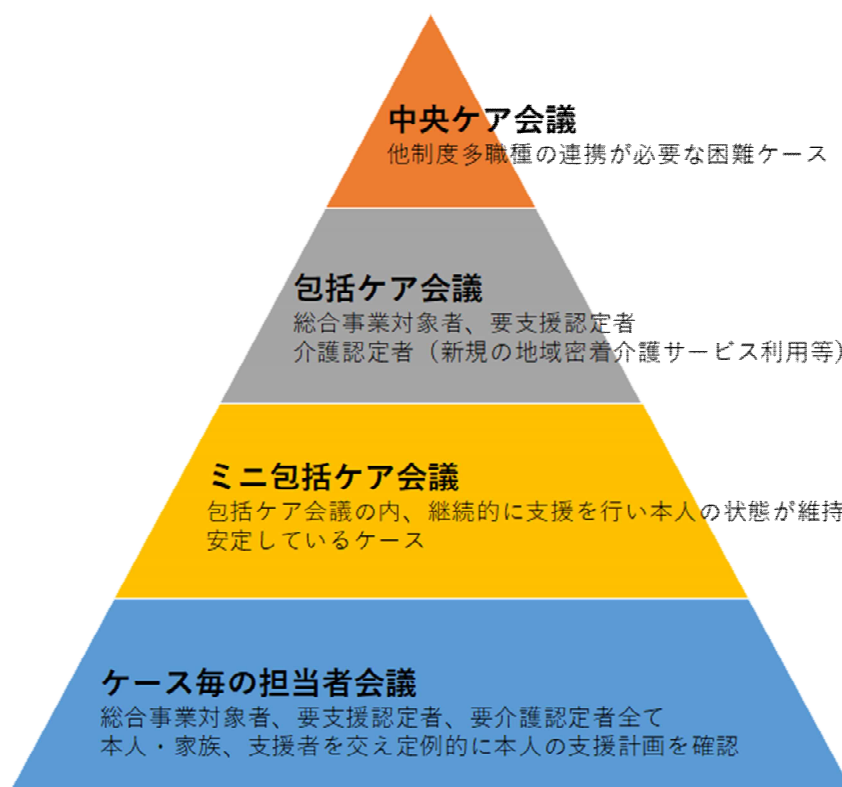 中央ケア会議
他制度多職種の連携が必要な困難ケース
包括ケア会議
総合事業対象者、要支援認定者
介護認定者（新規の地域密着介護サービス利用等）
ミニ包括ケア会議
包括ケア会議の内、継続的に支援を行い本人の状態が維持
安定しているケース
ケース毎の担当者会議
総合事業対象者、要支援認定者、要介護認定者全て
本人・家族、支援者を交え定例的に本人の支援計画を確認